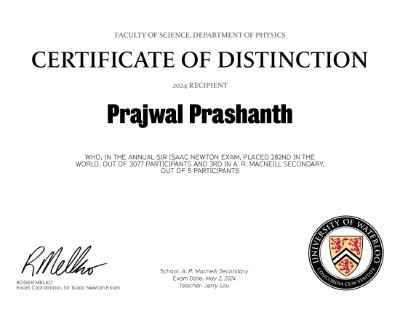 FACULTY OF SCIENCE, DEPARTMENT OF PHYSICS
CERTIFICATE OF DISTINCTION
2024 RECIPIENT
Prajwal Prashanth
WHO, IN THE ANNUAL SIR ISAAC NEWTON EXAM, PLACED 282ND IN THE
WORLD, OUT OF 3077 PARTICIPANTS AND 3RD IN A. R. MACNEILL SECONDARY,
OUT OF 5 PARTICIPANTS
R Melko
ROGER MELKO
Exam Coordinator, Sir Isaac Newton Exam
School: A. R. Macneill Secondary
Exam Date: May 2, 2024
Teacher: Jerry Lau
UNIVERSITY OF WATERLOO
CONCORDIA CUM VERITATE